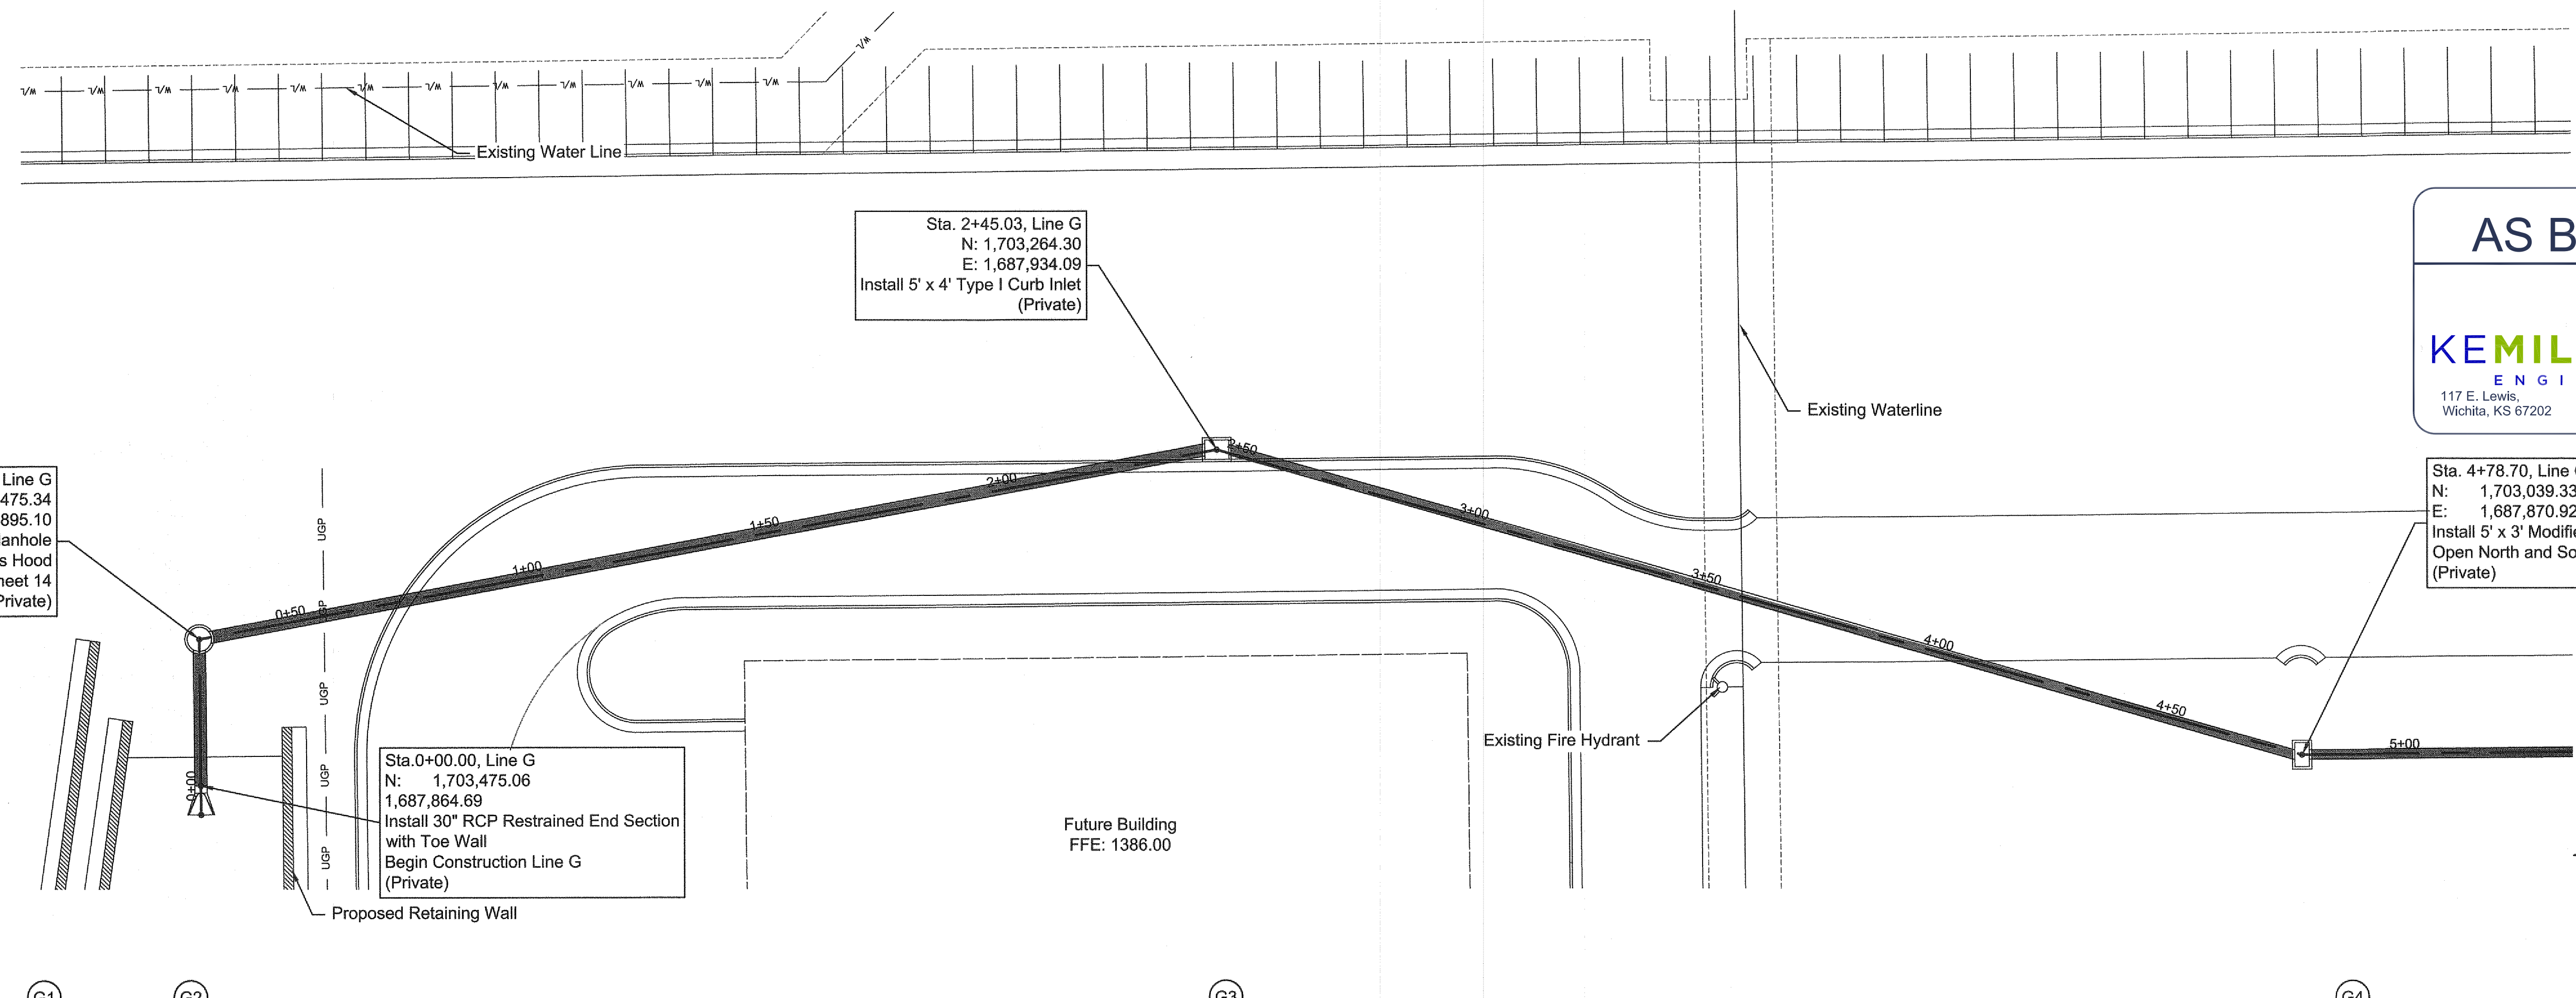 W/L W/L W/L W/L W/L W/L W/L W/L W/L W/L W/L W/L
W/L
Existing Water Line
Sta. 2+45.03, Line G
N: 1,703,264.30
E: 1,687,934.09
Install 5' x 4' Type I Curb Inlet
(Private)
AS B
KEMIL
ENGI
117 E. Lewis,
Wichita, KS 67202
Existing Waterline
Line G
475.34
895.10
anhole
s Hood
heet 14
Private)
Sta. 4+78.70, Line
N: 1,703,039.33
E: 1,687,870.92
Install 5' x 3' Modifie
Open North and So
(Private)
0+00
0+50
1+00
1+50
2+00
2+50
3+00
3+50
4+00
4+50
5+00
UGP
UGP
UGP
UGP
UGP
Existing Fire Hydrant
Sta.0+00.00, Line G
N: 1,703,475.06
1,687,864.69
Install 30" RCP Restrained End Section
with Toe Wall
Begin Construction Line G
(Private)
Future Building
FFE: 1386.00
Proposed Retaining Wall
G1
G2
G3
G4